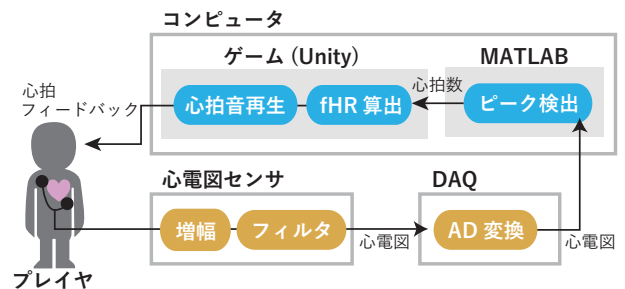 コンピュータ
ゲーム (Unity)
MATLAB
心拍音再生
fHR 算出
心拍数
ピーク検出
心拍
フィードバック
心電図センサ
DAQ
増幅
フィルタ
心電図
AD 変換
心電図
プレイヤ